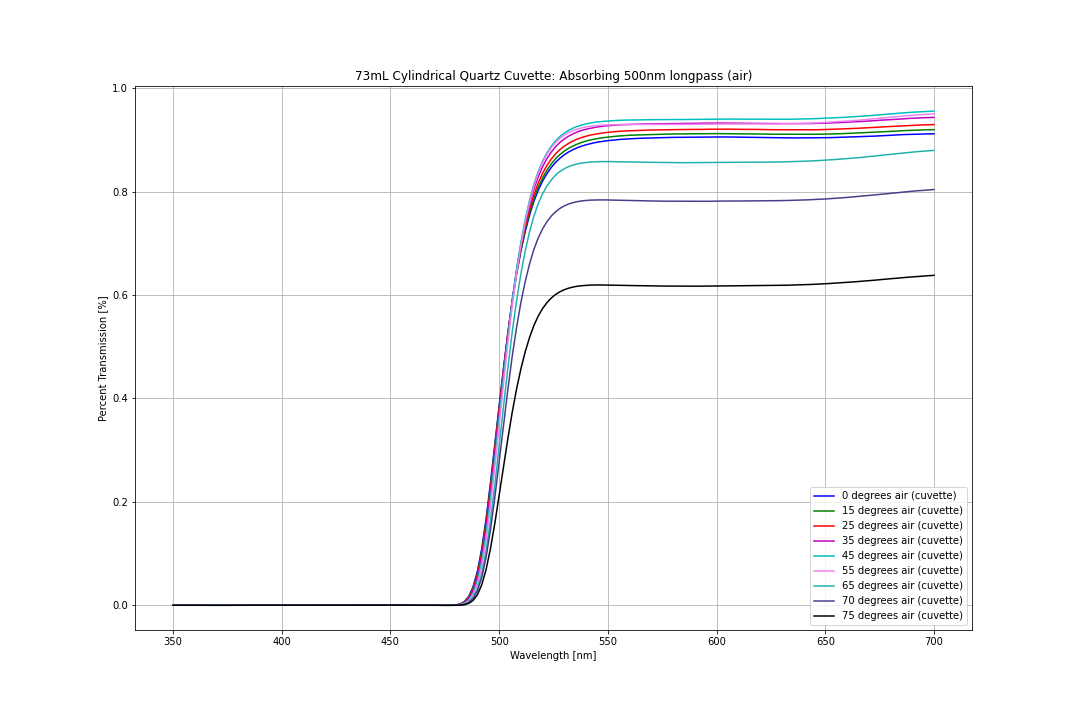 73mL Cylindrical Quartz Cuvette: Absorbing 500nm longpass (air)
Percent Transmission [%]
1.0
0.8
0.6
0.4
0.2
0.0
0 degrees air (cuvette)
15 degrees air (cuvette)
25 degrees air (cuvette)
35 degrees air (cuvette)
45 degrees air (cuvette)
55 degrees air (cuvette)
65 degrees air (cuvette)
70 degrees air (cuvette)
75 degrees air (cuvette)
350 400 450 500 550 600 650 700
Wavelength [nm]